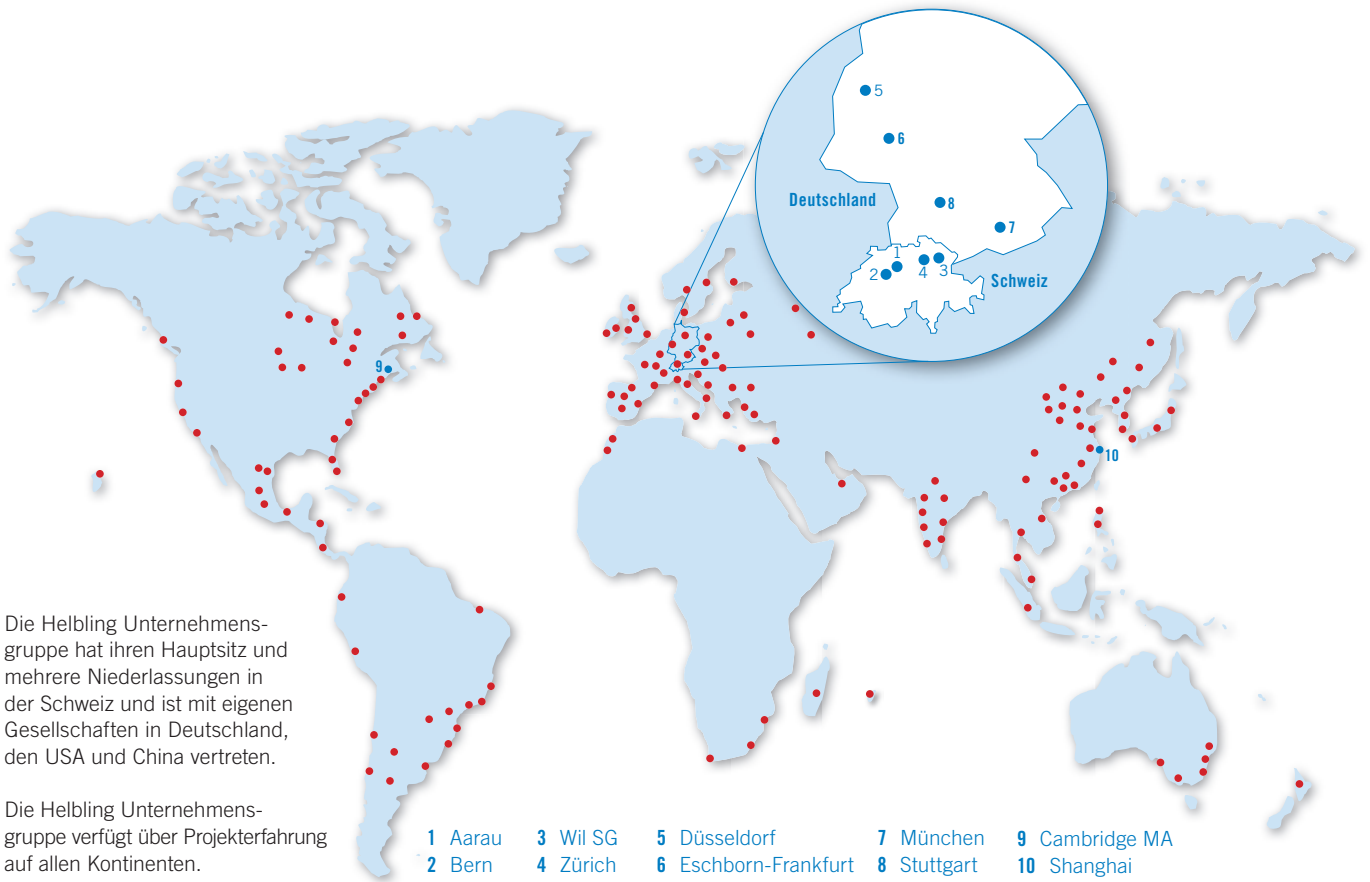 5
6
Deutschland
8
7
1
2
4
3
Schweiz
9
10
Die Helbling Unternehmens-
gruppe hat ihren Hauptsitz und
mehrere Niederlassungen in
der Schweiz und ist mit eigenen
Gesellschaften in Deutschland,
den USA und China vertreten.
Die Helbling Unternehmens-
gruppe verfügt über Projekterfahrung
auf allen Kontinenten.
1 Aarau 3 Wil SG 5 Düsseldorf 7 München 9 Cambridge MA
2 Bern 4 Zürich 6 Eschborn-Frankfurt 8 Stuttgart 10 Shanghai